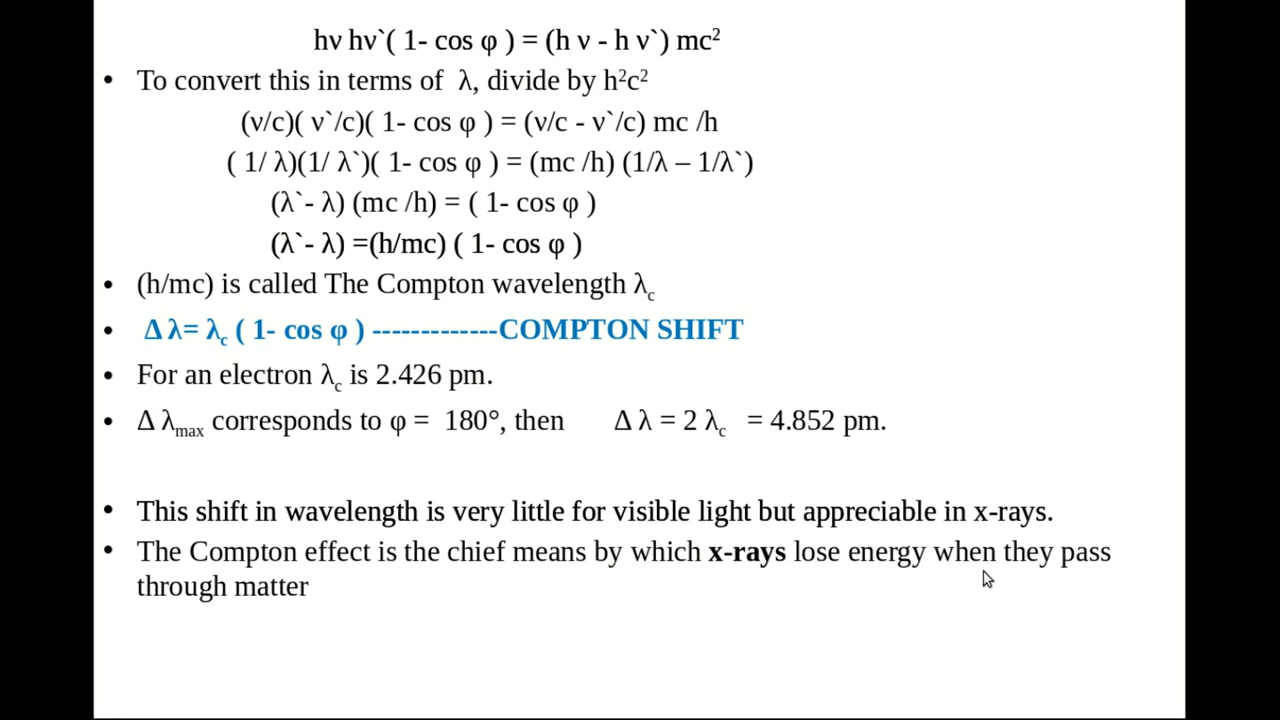 hν hν`( 1- cos φ ) = (h ν - h ν`) mc²
• To convert this in terms of λ, divide by h²c²
(ν/c)( ν`/c)( 1- cos φ ) = (ν/c - ν`/c) mc /h
( 1/ λ)(1/ λ`)( 1- cos φ ) = (mc /h) (1/λ – 1/λ`)
(λ`- λ) (mc /h) = ( 1- cos φ )
(λ`- λ) =(h/mc) ( 1- cos φ )
• (h/mc) is called The Compton wavelength λc
• Δ λ= λc ( 1- cos φ ) -------------COMPTON SHIFT
• For an electron λc is 2.426 pm.
• Δ λmax corresponds to φ = 180°, then Δ λ = 2 λc = 4.852 pm.
• This shift in wavelength is very little for visible light but appreciable in x-rays.
• The Compton effect is the chief means by which x-rays lose energy when they pass
through matter